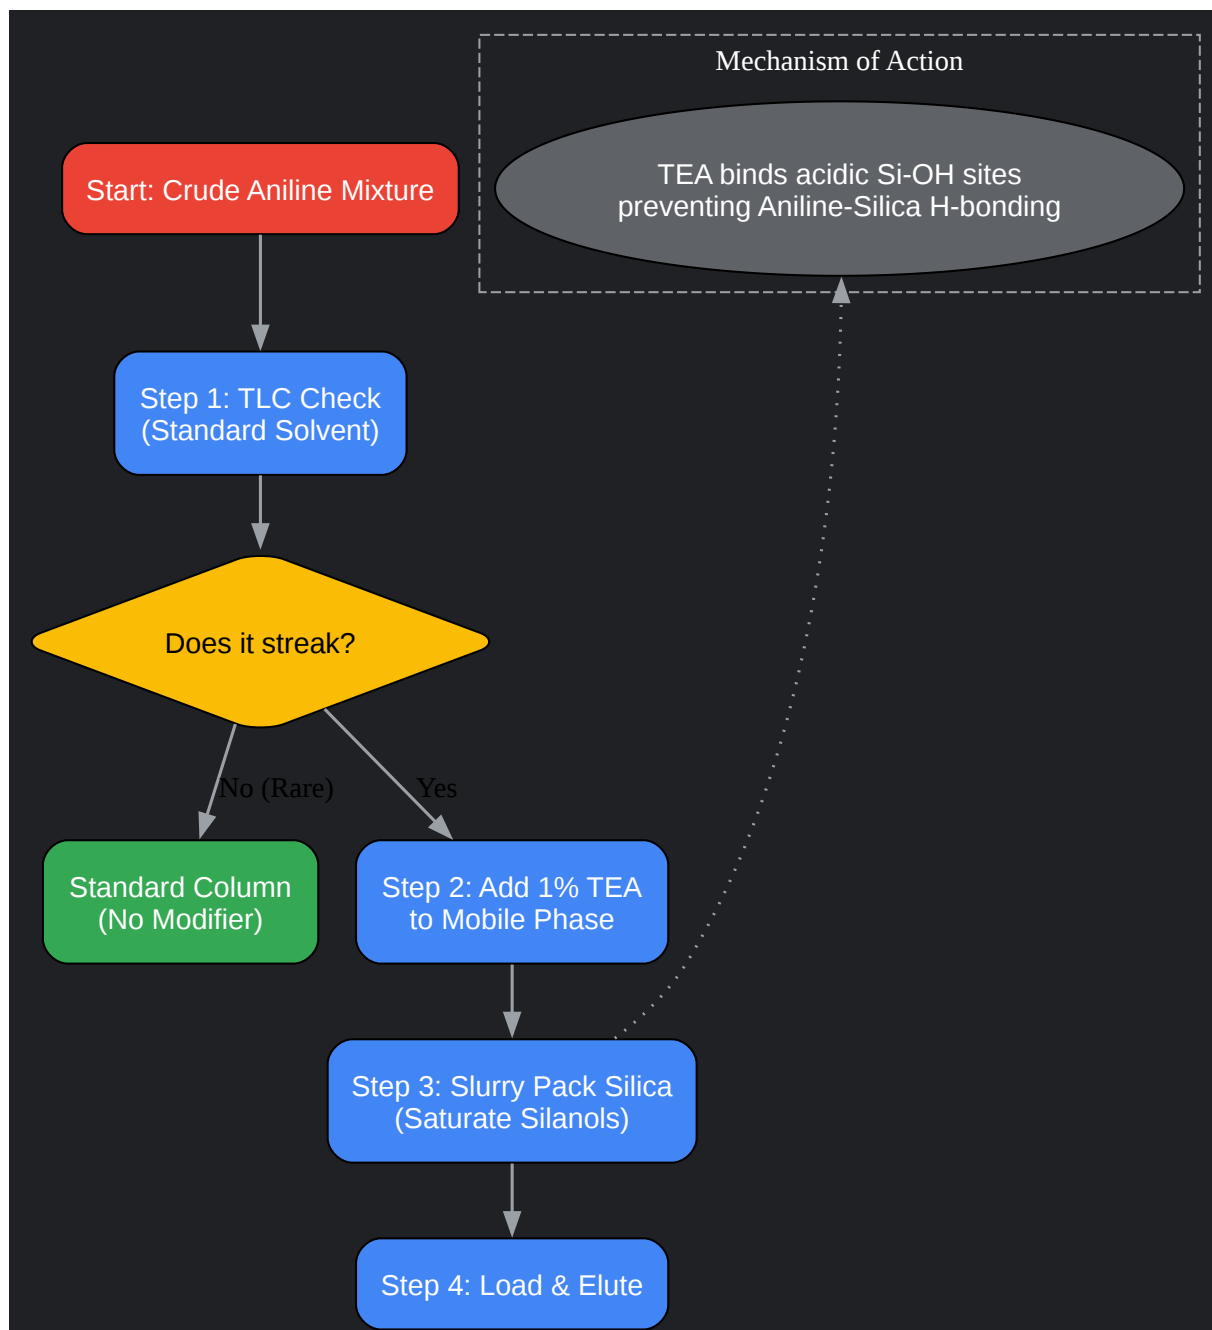 Mechanism of Action
TEA binds acidic Si-OH sites
preventing Aniline-Silica H-bonding
Start: Crude Aniline Mixture
Step 1: TLC Check
(Standard Solvent)
Does it streak?
No (Rare)
Yes
Standard Column
(No Modifier)
Step 2: Add 1% TEA
to Mobile Phase
Step 3: Slurry Pack Silica
(Saturate Silanols)
Step 4: Load & Elute